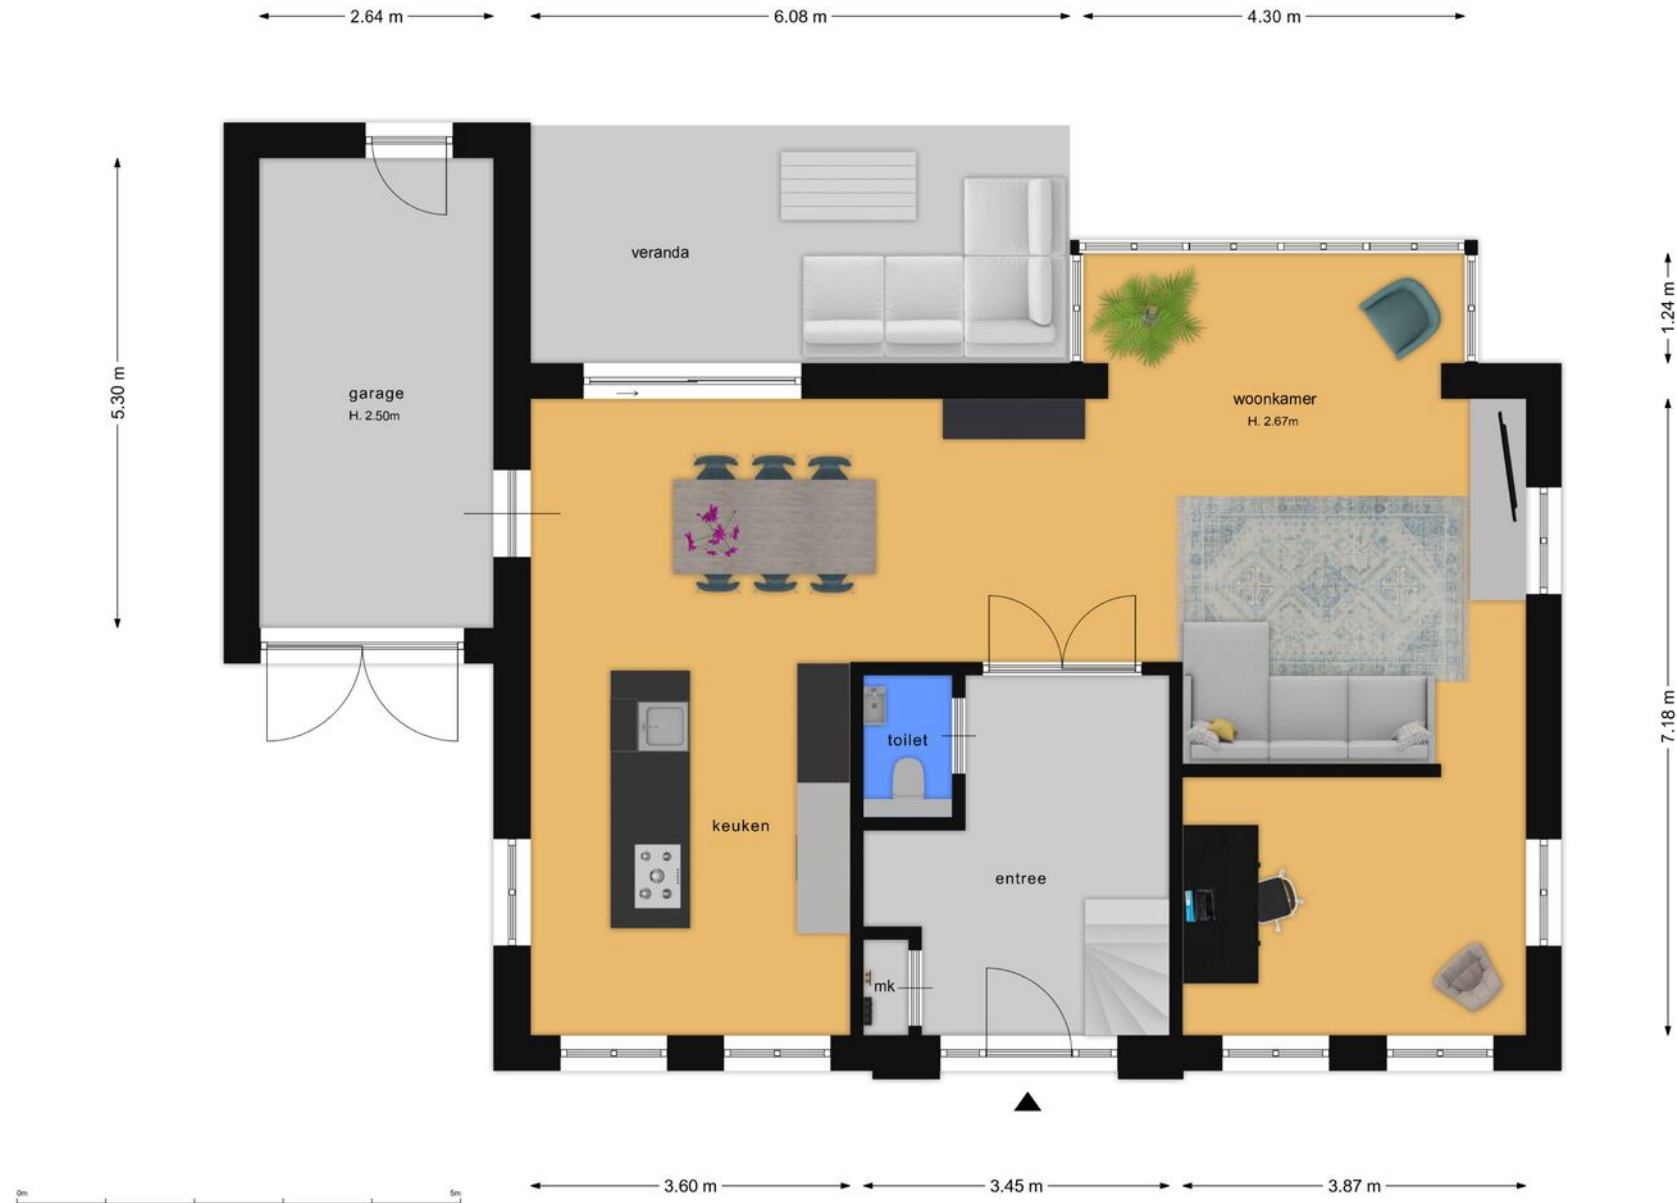 2.64 m
6.08 m
4.30 m
veranda
1.24 m
5.30 m
garage
H. 2.50m
woonkamer
H. 2.67m
7.18 m
toilet
keuken
entree
mk
3.60 m
3.45 m
3.87 m
0m
5m